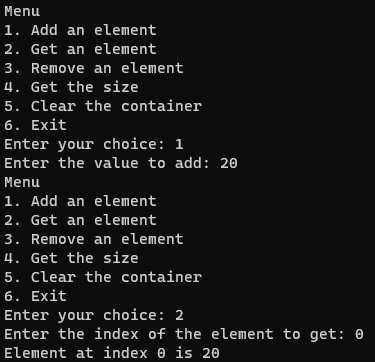 Menu
1. Add an element
2. Get an element
3. Remove an element
4. Get the size
5. Clear the container
6. Exit
Enter your choice: 1
Enter the value to add: 20
Menu
1. Add an element
2. Get an element
3. Remove an element
4. Get the size
5. Clear the container
6. Exit
Enter your choice: 2
Enter the index of the element to get: 0
Element at index 0 is 20